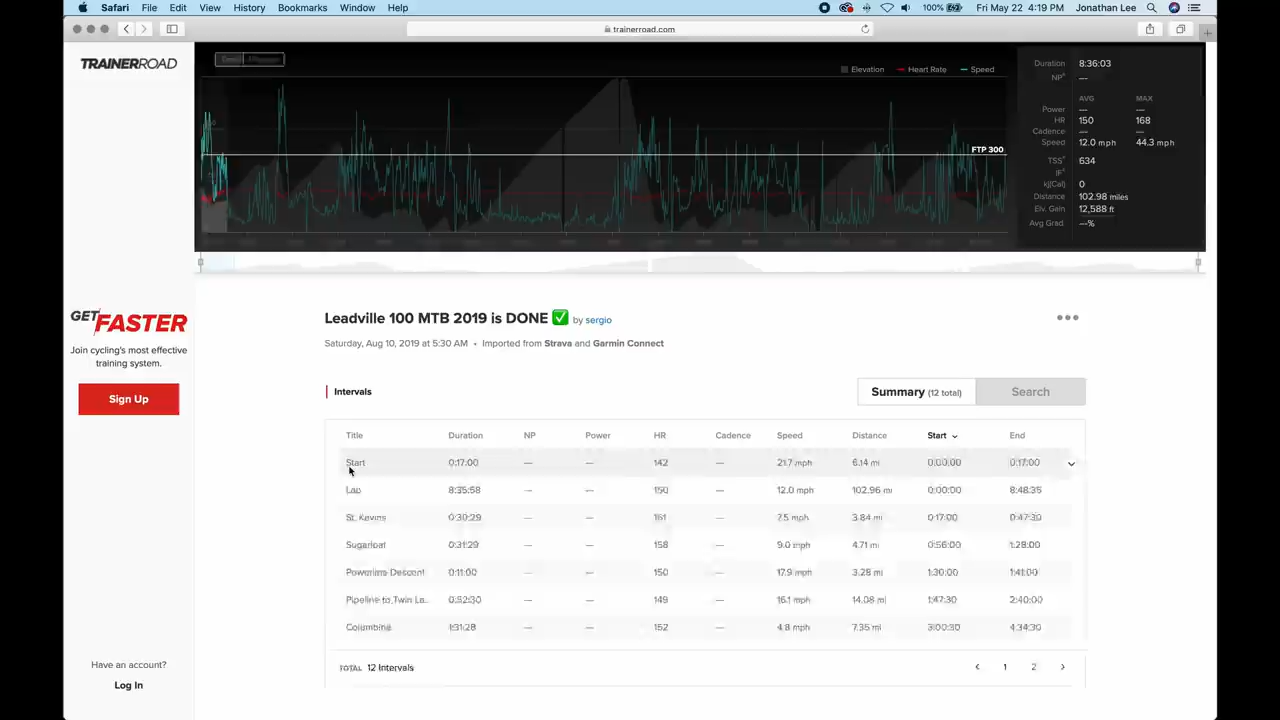 Safari File Edit View History Bookmarks Window Help 100% Fri May 22 4:19 PM Jonathan Lee
trainerroad.com
TRAINERROAD
Elevation Heart Rate Speed
FTP 300
Duration 8:36:03
NP° ---
AVG MAX
Power --- ---
HR 150 168
Cadence --- ---
Speed 12.0 mph 44.3 mph
TSS° 634
IF°
kj(Cal) 0
Distance 102.98 miles
Elv. Gain 12,588 ft
Avg Grad --%
GET FASTER
Join cycling's most effective
training system.
Sign Up
Have an account?
Log In
Leadville 100 MTB 2019 is DONE ✅ by sergio
Saturday, Aug 10, 2019 at 5:30 AM • Imported from Strava and Garmin Connect
Intervals
Summary (12 total) Search
Title Duration NP Power HR Cadence Speed Distance Start End
Start 0:17:00 — — 142 — 21.7 mph 6.14 mi 0:00:00 0:17:00
Lap 8:35:58 — — 150 — 12.0 mph 102.96 mi 0:00:00 8:48:35
St. Kevins 0:30:29 — — 161 — 7.5 mph 3.84 mi 0:17:00 0:47:30
Sugarloaf 0:31:29 — — 158 — 9.0 mph 4.71 mi 0:56:00 1:28:00
Powerline Descent 0:11:00 — — 150 — 17.9 mph 3.28 mi 1:30:00 1:41:00
Pipeline to Twin La... 0:52:30 — — 149 — 16.1 mph 14.08 mi 1:47:30 2:40:00
Columbine 1:31:28 — — 152 — 4.8 mph 7.35 mi 3:00:30 4:34:30
TOTAL 12 Intervals
1 2